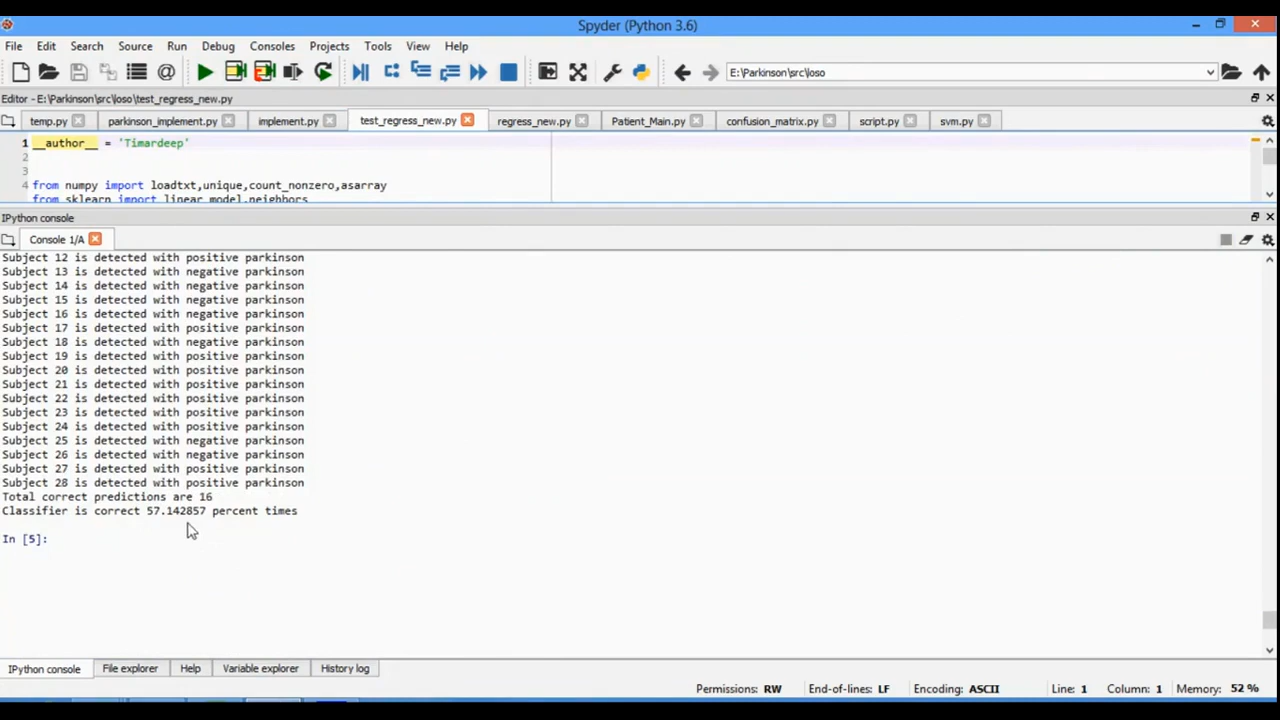 Spyder (Python 3.6)
File Edit Search Source Run Debug Consoles Projects Tools View Help
E:\Parkinson\src\loso
Editor - E:\Parkinson\src\loso\test_regress_new.py
temp.py parkinson_implement.py implement.py test_regress_new.py regress_new.py Patient_Main.py confusion_matrix.py script.py svm.py
1 __author__ = 'Timardeep'
2
3
4 from numpy import loadtxt,unique,count_nonzero,asarray
from sklearn import linear_model,neighbors
IPython console
Console 1/A
Subject 12 is detected with positive parkinson
Subject 13 is detected with negative parkinson
Subject 14 is detected with negative parkinson
Subject 15 is detected with negative parkinson
Subject 16 is detected with negative parkinson
Subject 17 is detected with positive parkinson
Subject 18 is detected with negative parkinson
Subject 19 is detected with positive parkinson
Subject 20 is detected with positive parkinson
Subject 21 is detected with positive parkinson
Subject 22 is detected with positive parkinson
Subject 23 is detected with positive parkinson
Subject 24 is detected with positive parkinson
Subject 25 is detected with negative parkinson
Subject 26 is detected with negative parkinson
Subject 27 is detected with positive parkinson
Subject 28 is detected with positive parkinson
Total correct predictions are 16
Classifier is correct 57.142857 percent times
In [5]:
IPython console File explorer Help Variable explorer History log
Permissions: RW End-of-lines: LF Encoding: ASCII Line: 1 Column: 1 Memory: 52 %